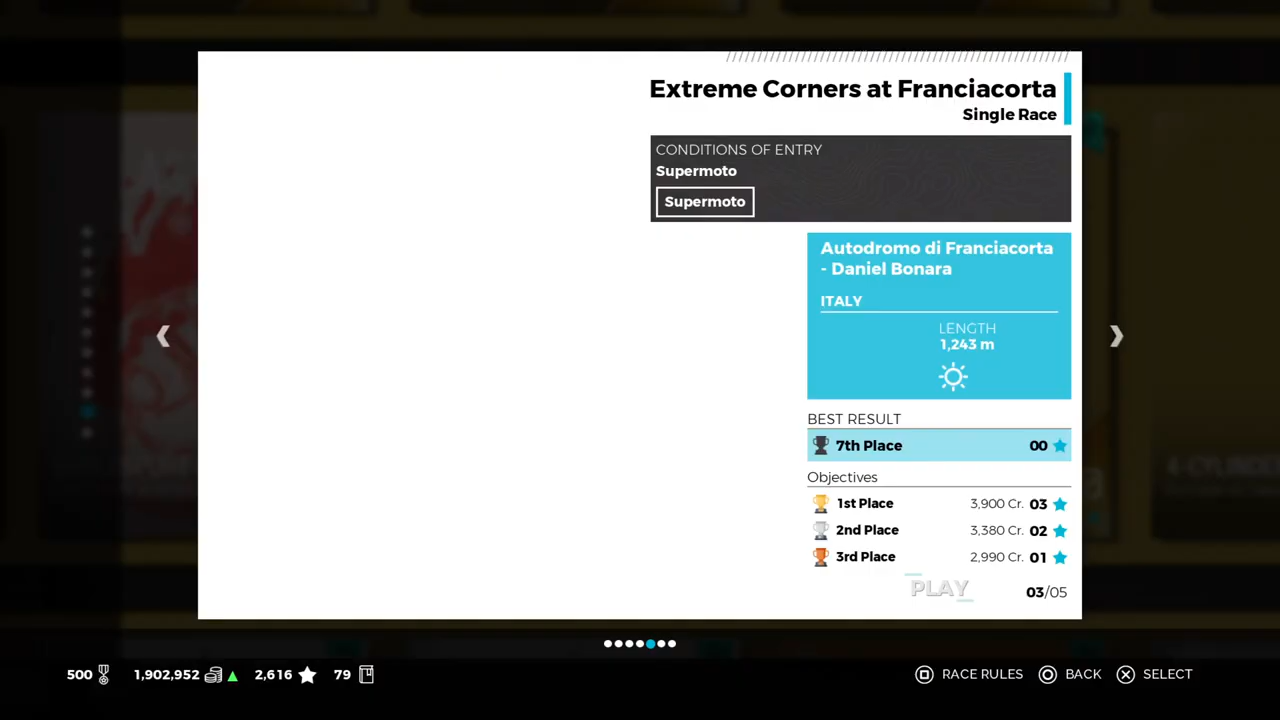 Extreme Corners at Franciacorta
Single Race
CONDITIONS OF ENTRY
Supermoto
Supermoto
Autodromo di Franciacorta
- Daniel Bonara
ITALY
LENGTH
1,243 m
BEST RESULT
7th Place 00
Objectives
1st Place 3,900 Cr. 03
2nd Place 3,380 Cr. 02
3rd Place 2,990 Cr. 01
PLAY 03/05
500 1,902,952 2,616 79 RACE RULES BACK SELECT